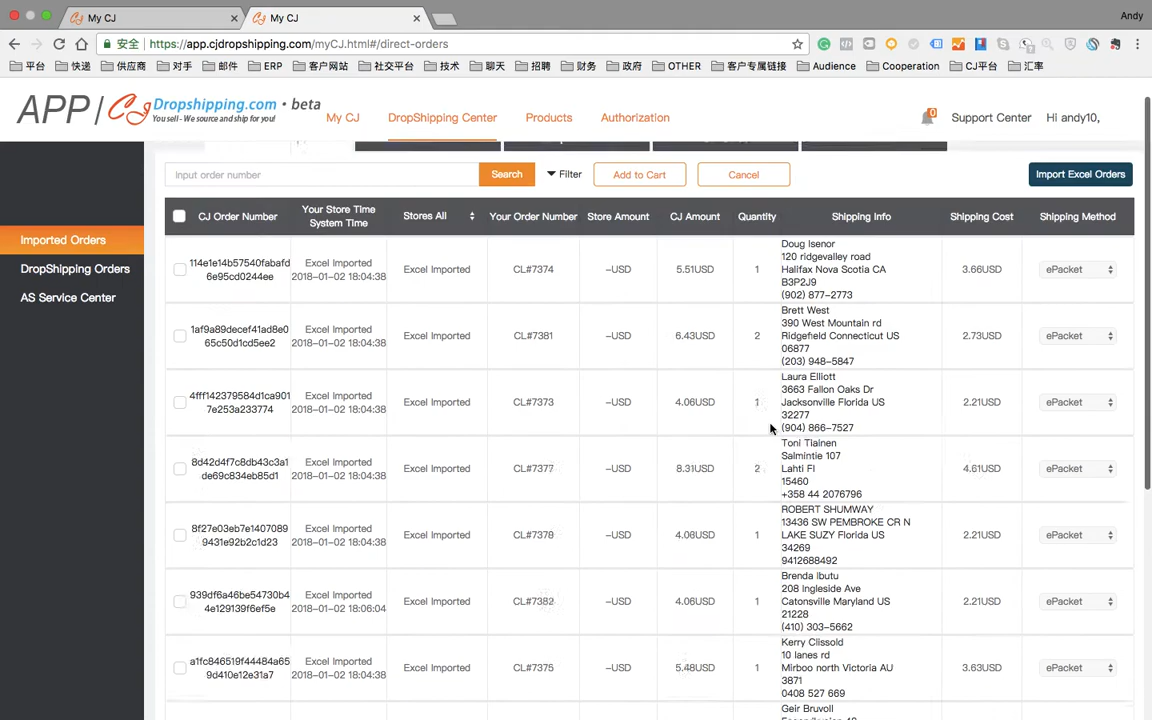 My CJ
My CJ
Andy
安全 https://app.cjdropshipping.com/myCJ.html#/direct-orders
平台 快递 供应商 对手 邮件 ERP 客户网站 社交平台 技术 聊天 招聘 财务 政府 OTHER 客户专属链接 Audience Cooperation CJ平台 汇率
APP / CJ Dropshipping.com • beta
You sell - We source and ship for you!
My CJ DropShipping Center Products Authorization
0 Support Center Hi andy10,
Input order number Search Filter Add to Cart Cancel Import Excel Orders
Imported Orders
DropShipping Orders
AS Service Center
CJ Order Number
Your Store Time
System Time
Stores All Your Order Number Store Amount CJ Amount Quantity Shipping Info Shipping Cost Shipping Method
114e1e14b57540fabafd
6e95cd0244ee
Excel Imported
2018-01-02 18:04:38
Excel Imported CL#7374 -USD 5.51USD 1
Doug Isenor
120 ridgevalley road
Halifax Nova Scotia CA
B3P2J9
(902) 877-2773
3.66USD ePacket
1af9a89decef41ad8e0
65c50d1cd5ee2
Excel Imported
2018-01-02 18:04:38
Excel Imported CL#7381 -USD 6.43USD 2
Brett West
390 West Mountain rd
Ridgefield Connecticut US
06877
(203) 948-5847
2.73USD ePacket
4fff142379584d1ca901
7e253a233774
Excel Imported
2018-01-02 18:04:38
Excel Imported CL#7373 -USD 4.06USD 1
Laura Elliott
3663 Fallon Oaks Dr
Jacksonville Florida US
32277
(904) 866-7527
2.21USD ePacket
8d42d4f7c8db43c3a1
de69c834eb85d1
Excel Imported
2018-01-02 18:04:38
Excel Imported CL#7377 -USD 8.31USD 2
Toni Tiainen
Salmintie 107
Lahti FI
15460
+358 44 2076796
4.61USD ePacket
8f27e03eb7e1407089
9431e92b2c1d23
Excel Imported
2018-01-02 18:04:38
Excel Imported CL#7378 -USD 4.06USD 1
ROBERT SHUMWAY
13436 SW PEMBROKE CR N
LAKE SUZY Florida US
34269
9412688492
2.21USD ePacket
939df6a46be54730b4
4e129139f6ef5e
Excel Imported
2018-01-02 18:06:04
Excel Imported CL#7382 -USD 4.06USD 1
Brenda Ibutu
208 Ingleside Ave
Catonsville Maryland US
21228
(410) 303-5662
2.21USD ePacket
a1fc846519f44484a65
9d410e12e31a7
Excel Imported
2018-01-02 18:04:38
Excel Imported CL#7375 -USD 5.48USD 1
Kerry Clissold
10 lanes rd
Mirboo north Victoria AU
3871
0408 527 669
3.63USD ePacket
Geir Bruvoll